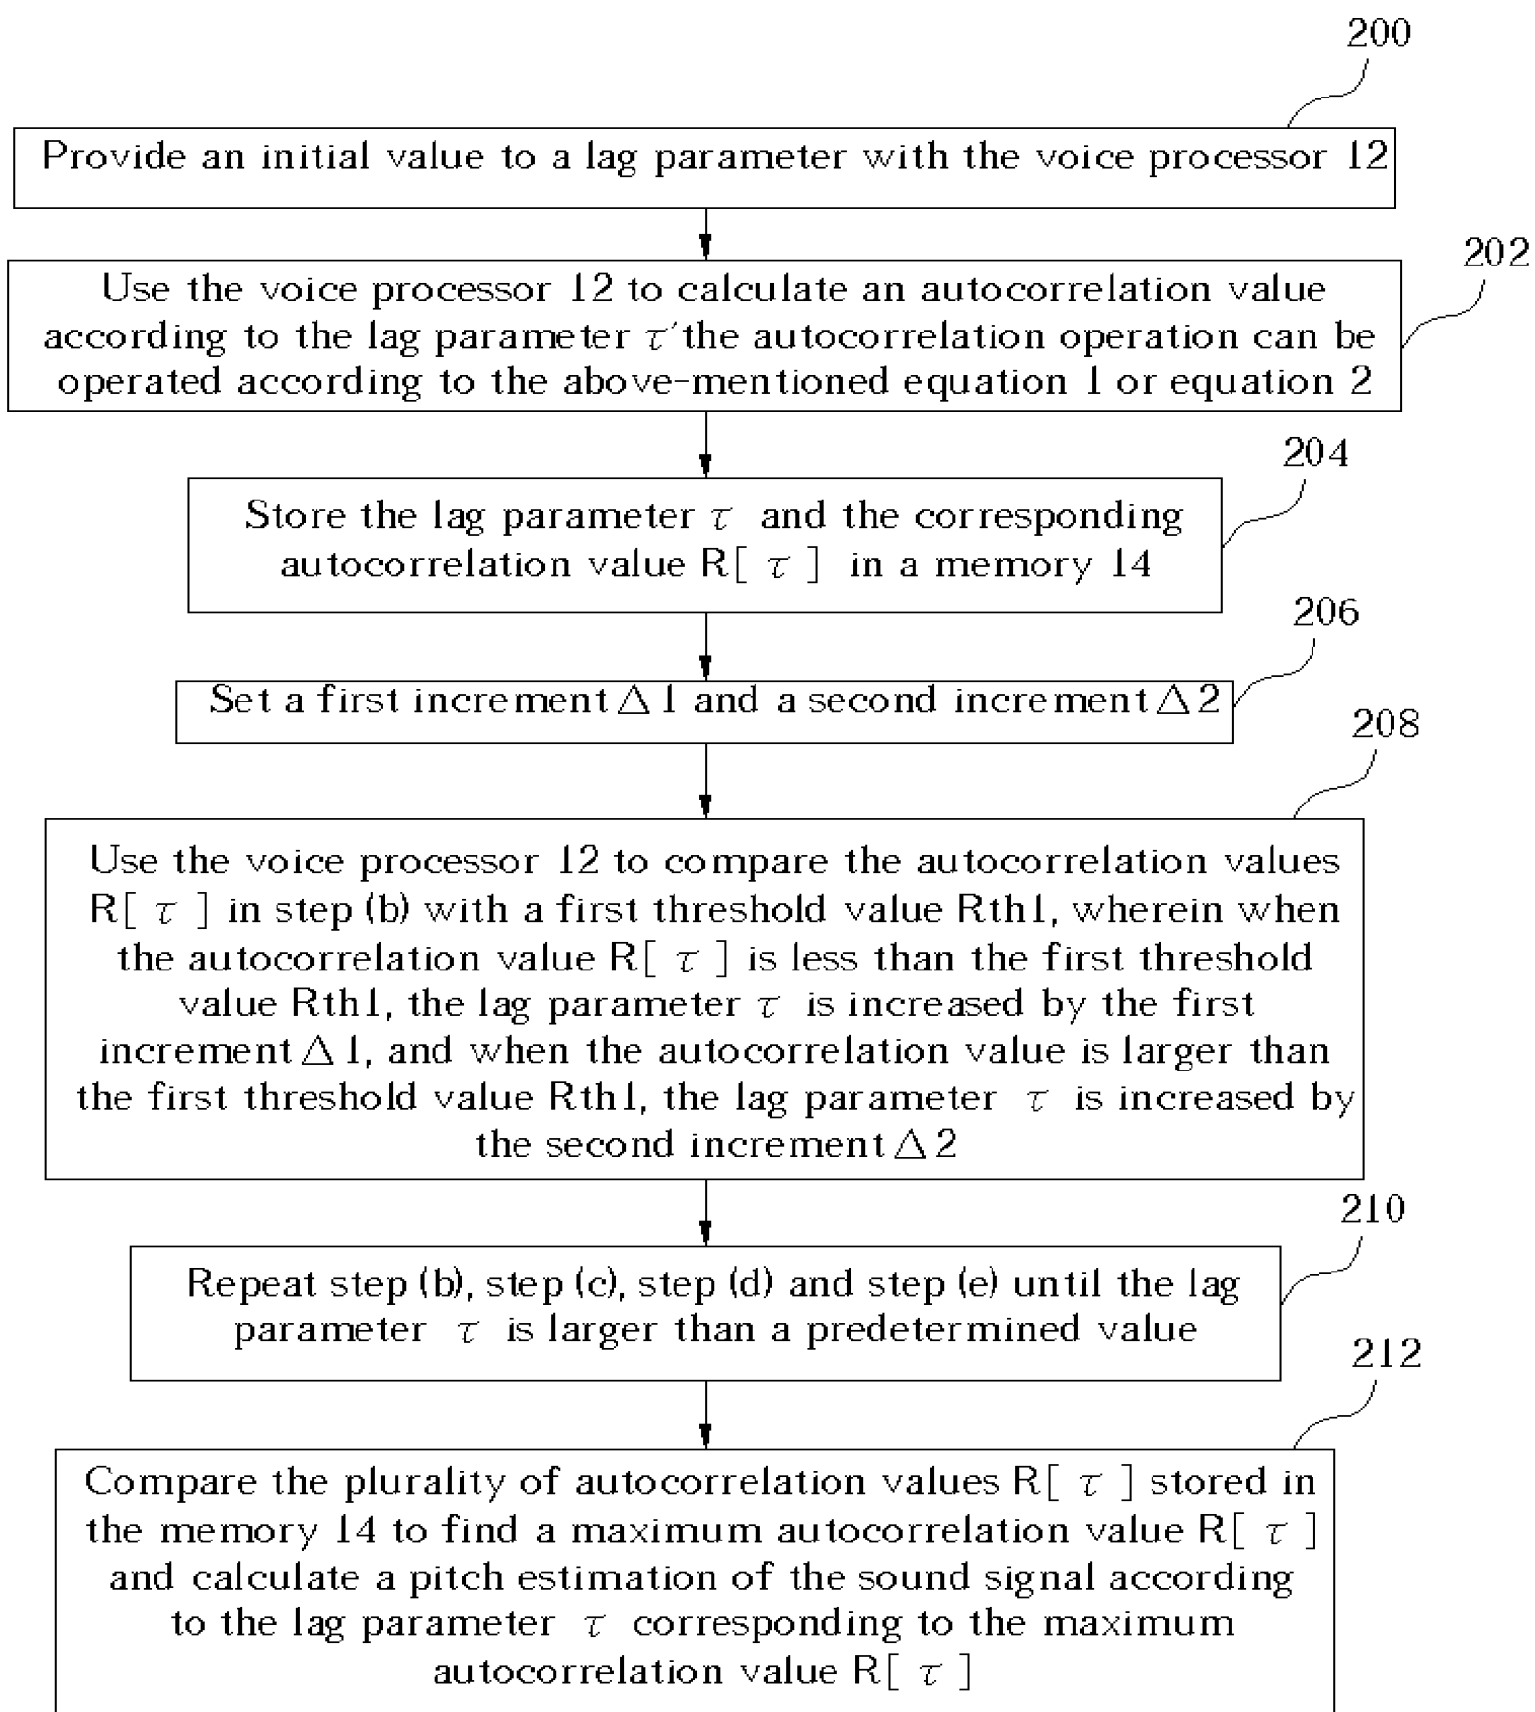 200
Provide an initial value to a lag parameter with the voice processor 12
202
Use the voice processor 12 to calculate an autocorrelation value
according to the lag parameter τ′the autocorrelation operation can be
operated according to the above-mentioned equation 1 or equation 2
204
Store the lag parameter τ and the corresponding
autocorrelation value R[ τ ] in a memory 14
206
Set a first increment Δ1 and a second increment Δ2
208
Use the voice processor 12 to compare the autocorrelation values
R[ τ ] in step (b) with a first threshold value Rth1, wherein when
the autocorrelation value R[ τ ] is less than the first threshold
value Rth1, the lag parameter τ is increased by the first
increment Δ1, and when the autocorrelation value is larger than
the first threshold value Rth1, the lag parameter τ is increased by
the second increment Δ2
210
Repeat step (b), step (c), step (d) and step (e) until the lag
parameter τ is larger than a predetermined value
212
Compare the plurality of autocorrelation values R[ τ ] stored in
the memory 14 to find a maximum autocorrelation value R[ τ ]
and calculate a pitch estimation of the sound signal according
to the lag parameter τ corresponding to the maximum
autocorrelation value R[ τ ]